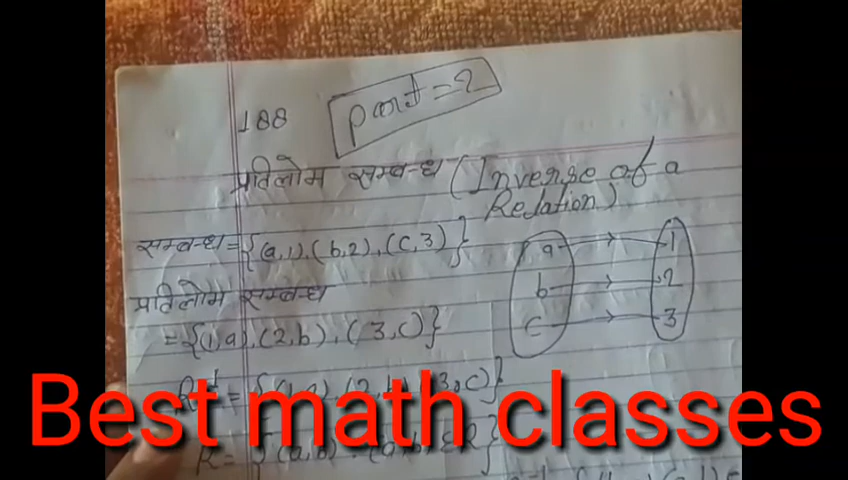 188
part=2
प्रतिलोम सम्बन्ध (Inverse of a
Relation)
सम्बन्ध={(a,1),(b,2),(c,3)}
a 1
b 2
c 3
प्रतिलोम सम्बन्ध
={(1,a),(2,b),(3,c)}
Best math classes